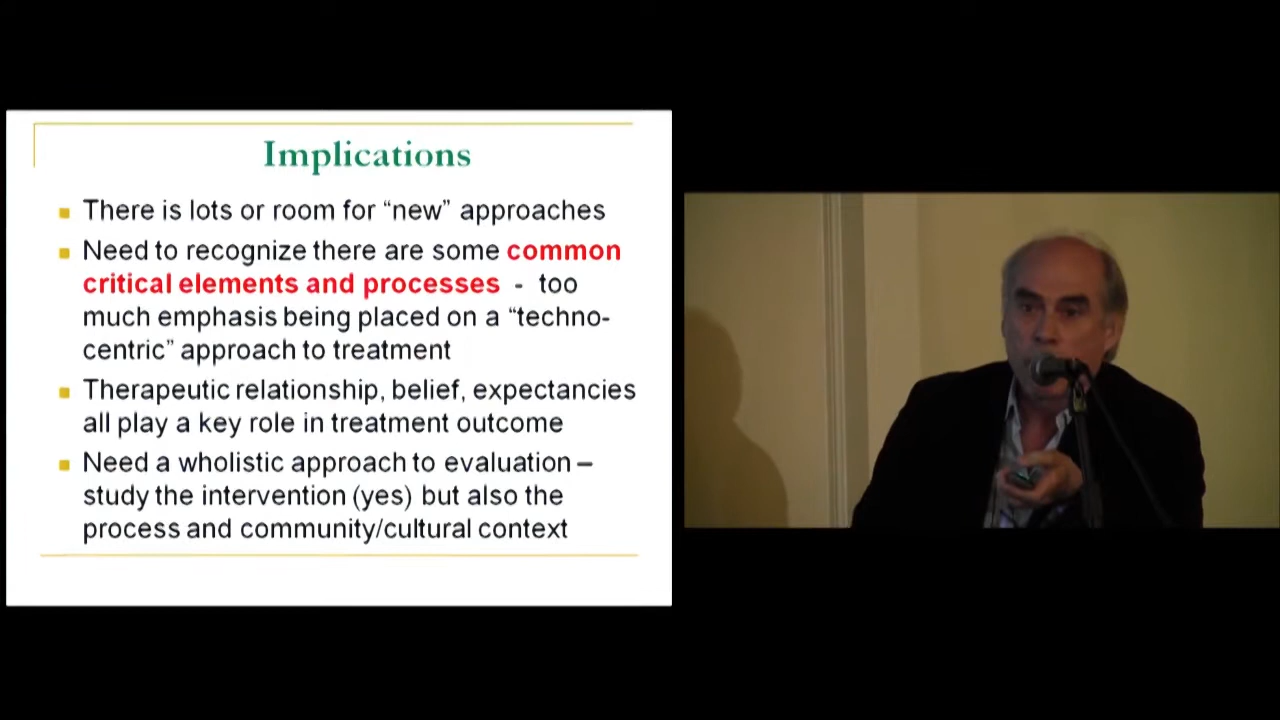 Implications
There is lots or room for “new” approaches
Need to recognize there are some common
critical elements and processes - too
much emphasis being placed on a “techno-
centric” approach to treatment
Therapeutic relationship, belief, expectancies
all play a key role in treatment outcome
Need a wholistic approach to evaluation –
study the intervention (yes) but also the
process and community/cultural context